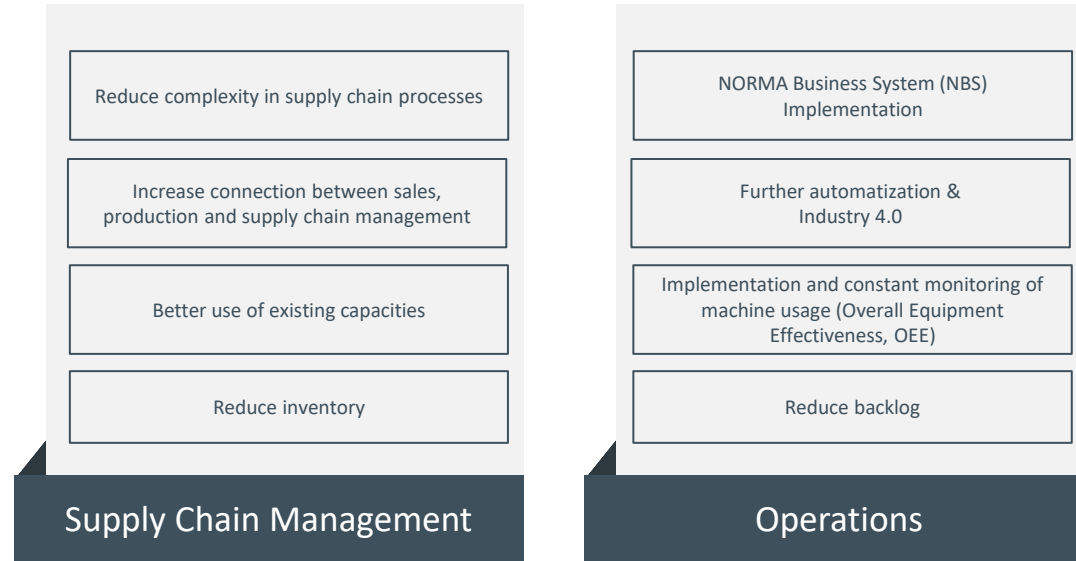 Reduce complexity in supply chain processes
Increase connection between sales,
production and supply chain management
Better use of existing capacities
Reduce inventory
Supply Chain Management
NORMA Business System (NBS)
Implementation
Further automatization &
Industry 4.0
Implementation and constant monitoring of
machine usage (Overall Equipment
Effectiveness, OEE)
Reduce backlog
Operations